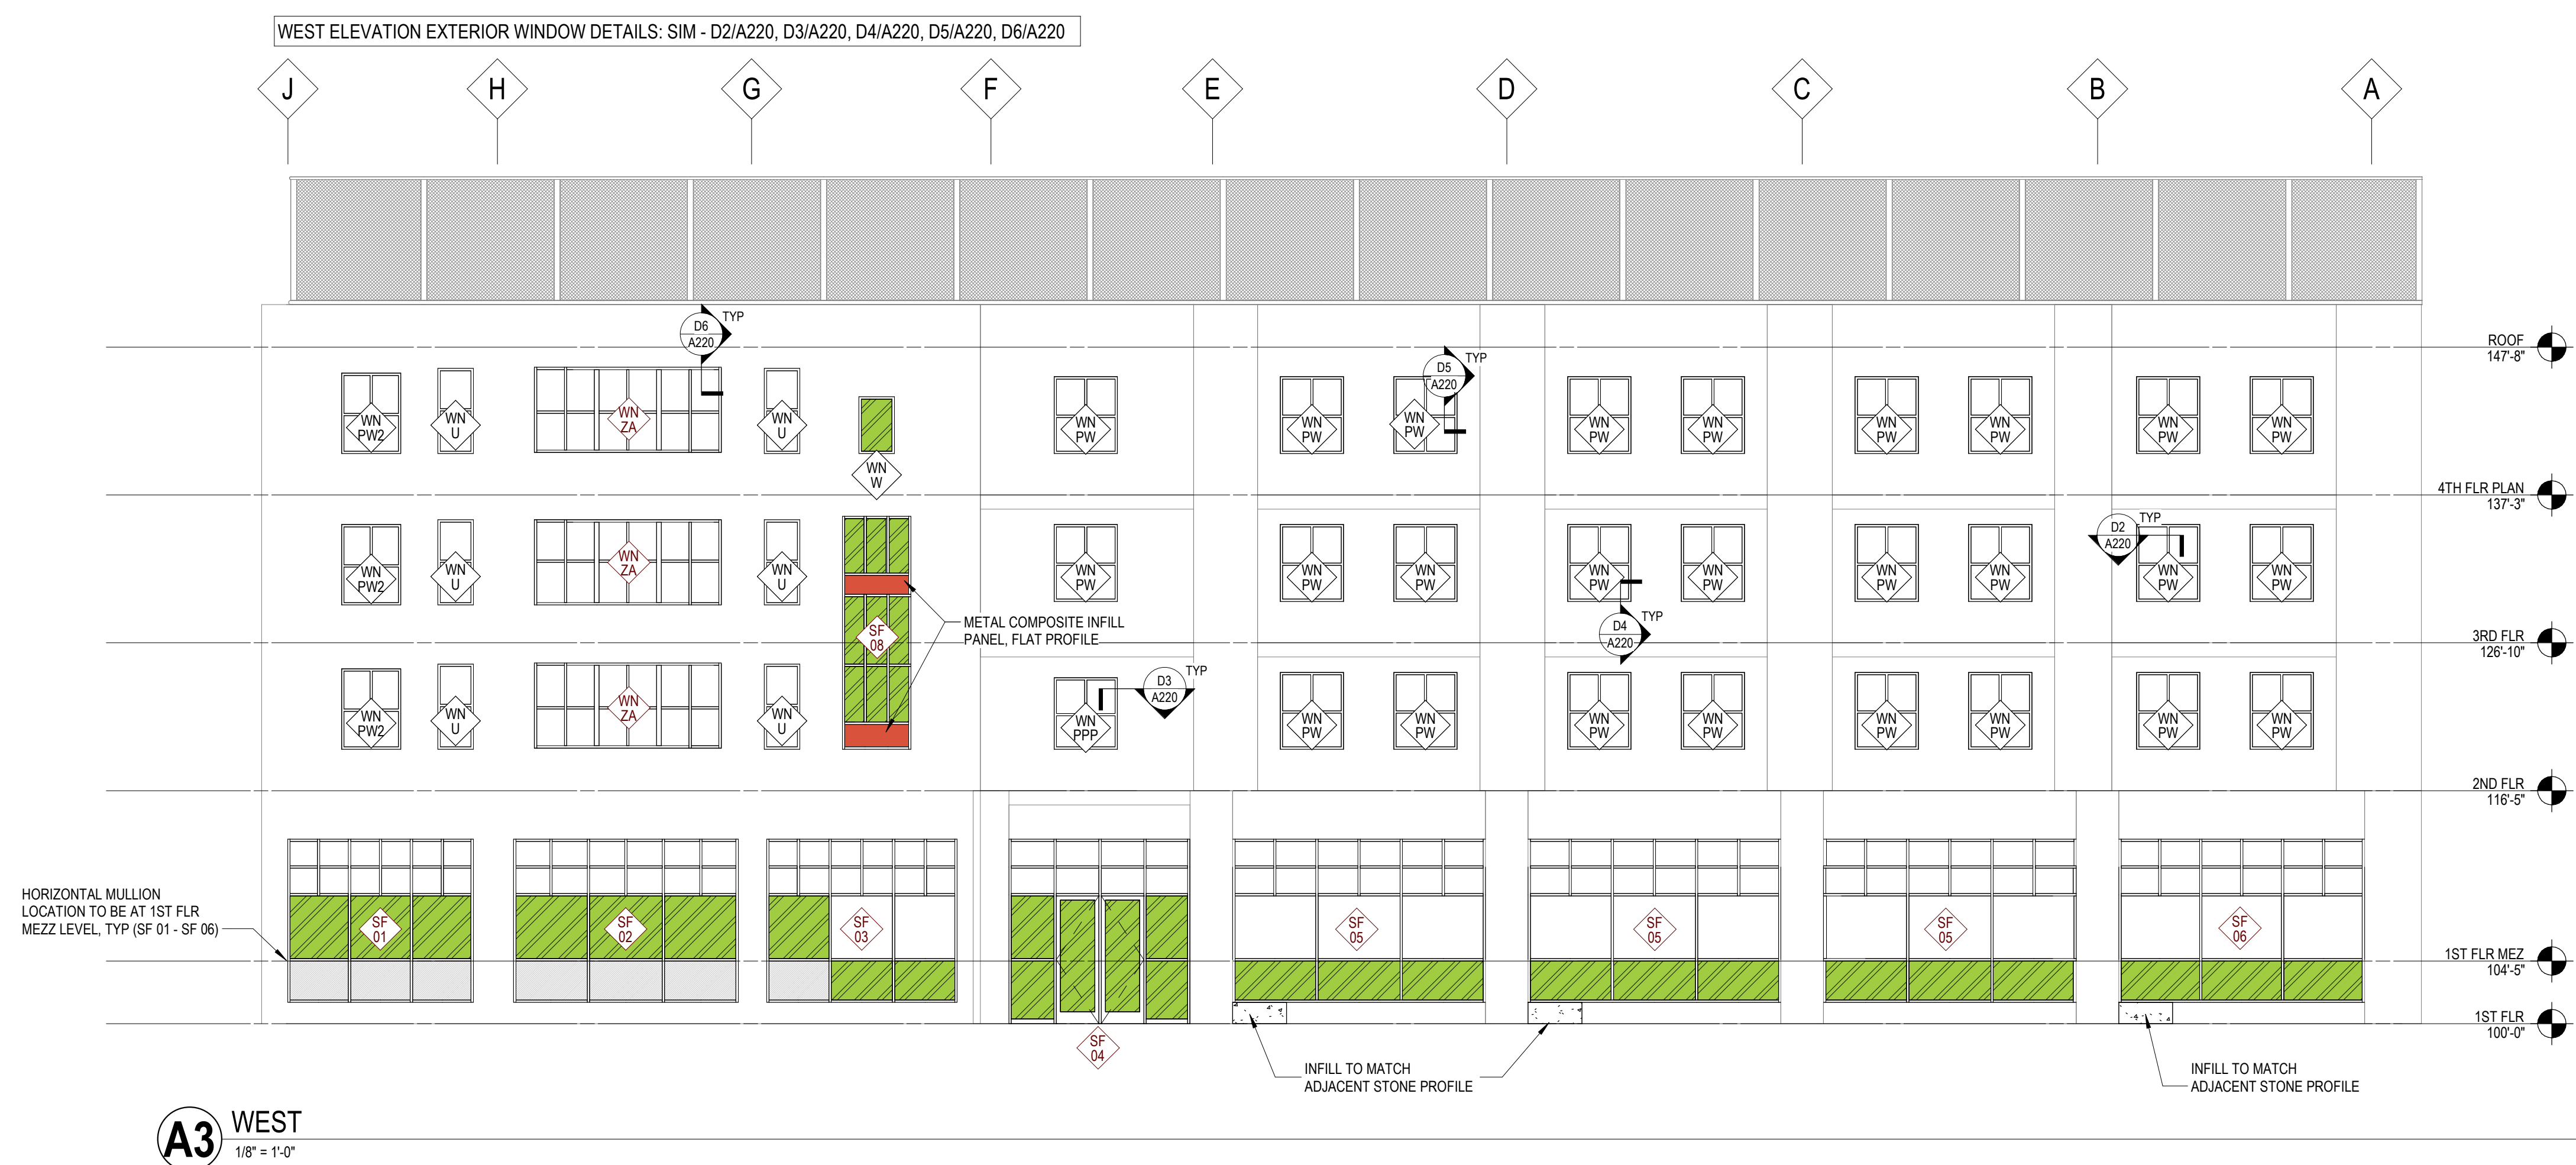 WEST ELEVATION EXTERIOR WINDOW DETAILS: SIM - D2/A220, D3/A220, D4/A220, D5/A220, D6/A220
J
H
G
F
E
D
C
B
A
D6
A220
TYP
D5
A220
TYP
ROOF
147'-8"
WN
PW2
WN
U
WN
ZA
WN
U
WN
W
WN
PW
WN
PW
WN
PW
WN
PW
WN
PW
WN
PW
WN
PW
WN
PW
WN
PW
4TH FLR PLAN
137'-3"
D2
A220
TYP
WN
PW2
WN
U
WN
ZA
WN
U
WN
PW
WN
PW
WN
PW
WN
PW
WN
PW
WN
PW
WN
PW
WN
PW
WN
PW
SF
08
METAL COMPOSITE INFILL
PANEL, FLAT PROFILE
D4
A220
TYP
3RD FLR
126'-10"
D3
A220
TYP
WN
PW2
WN
U
WN
ZA
WN
U
WN
PPP
WN
PW
WN
PW
WN
PW
WN
PW
WN
PW
WN
PW
WN
PW
WN
PW
2ND FLR
116'-5"
HORIZONTAL MULLION
LOCATION TO BE AT 1ST FLR
MEZZ LEVEL, TYP (SF 01 - SF 06)
SF
01
SF
02
SF
03
SF
05
SF
05
SF
05
SF
06
1ST FLR MEZ
104'-5"
1ST FLR
100'-0"
SF
04
INFILL TO MATCH
ADJACENT STONE PROFILE
INFILL TO MATCH
ADJACENT STONE PROFILE
A3
WEST
1/8" = 1'-0"